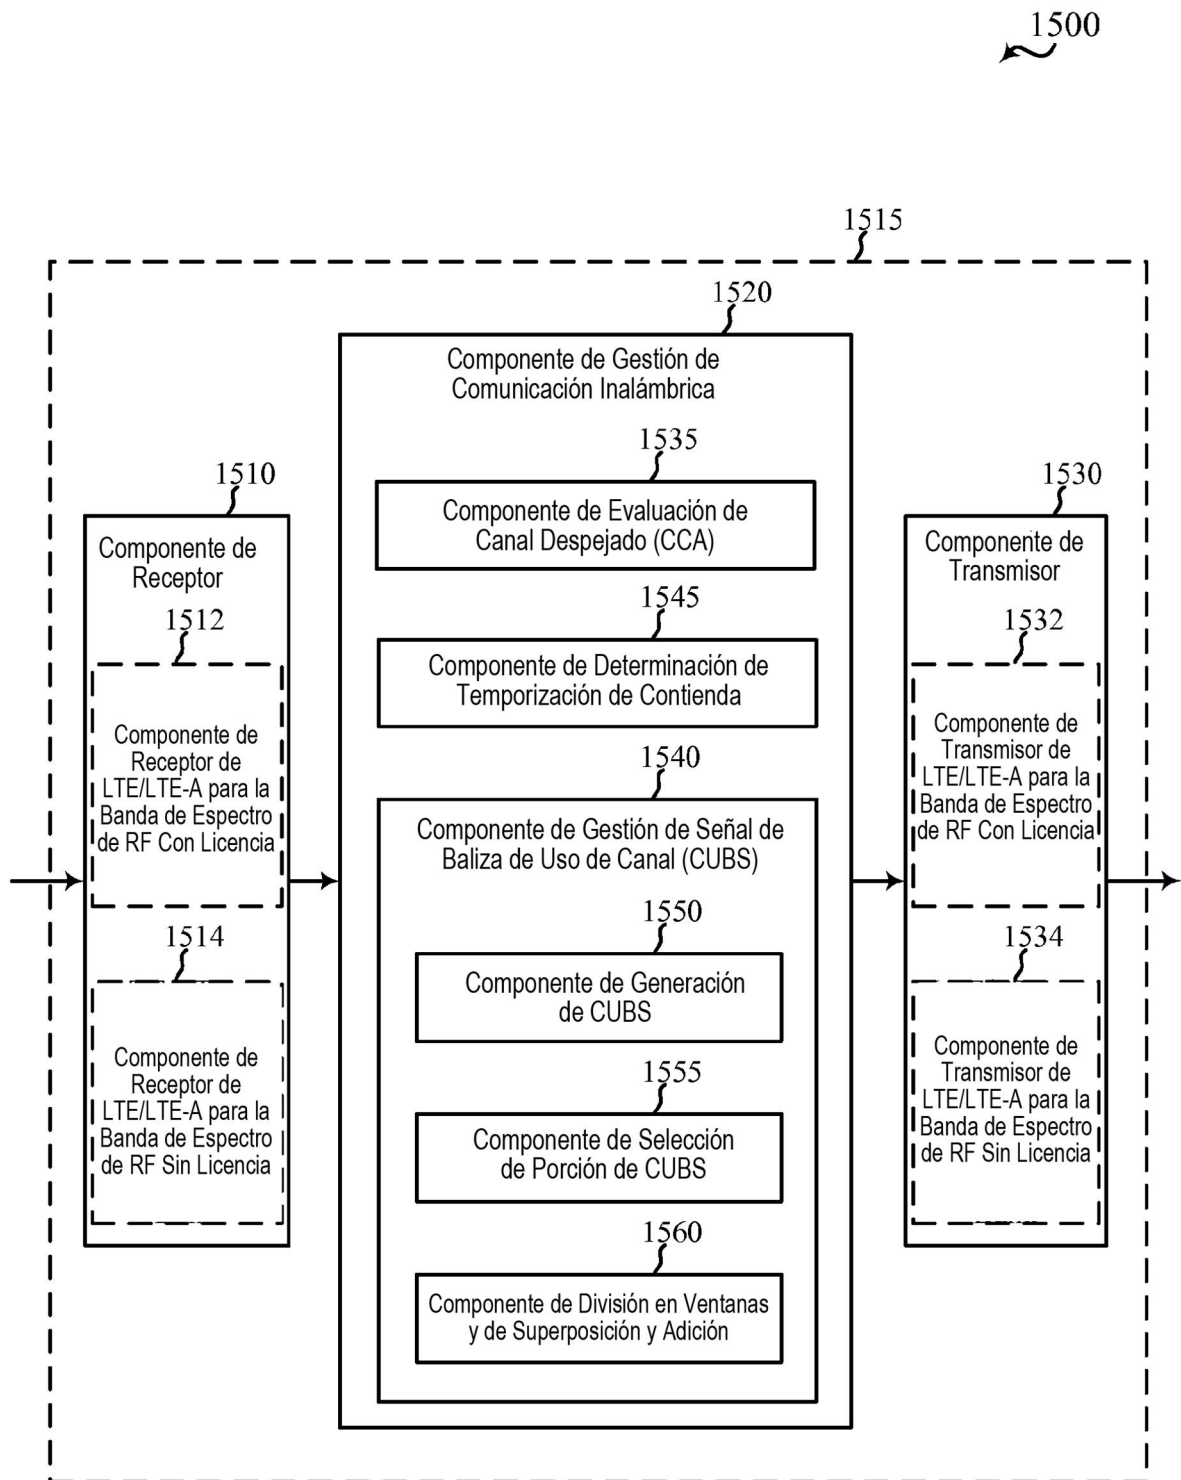 1500
1515
1520
Componente de Gestión de
Comunicación Inalámbrica
1535
Componente de Evaluación de
Canal Despejado (CCA)
1545
Componente de Determinación de
Temporización de Contienda
1540
Componente de Gestión de Señal de
Baliza de Uso de Canal (CUBS)
1550
Componente de Generación
de CUBS
1555
Componente de Selección
de Porción de CUBS
1560
Componente de División en Ventanas
y de Superposición y Adición
1510
Componente de
Receptor
1512
Componente de
Receptor de
LTE/LTE-A para la
Banda de Espectro
de RF Con Licencia
1514
Componente de
Receptor de
LTE/LTE-A para la
Banda de Espectro
de RF Sin Licencia
1530
Componente de
Transmisor
1532
Componente de
Transmisor de
LTE/LTE-A para la
Banda de Espectro
de RF Con Licencia
1534
Componente de
Transmisor de
LTE/LTE-A para la
Banda de Espectro
de RF Sin Licencia